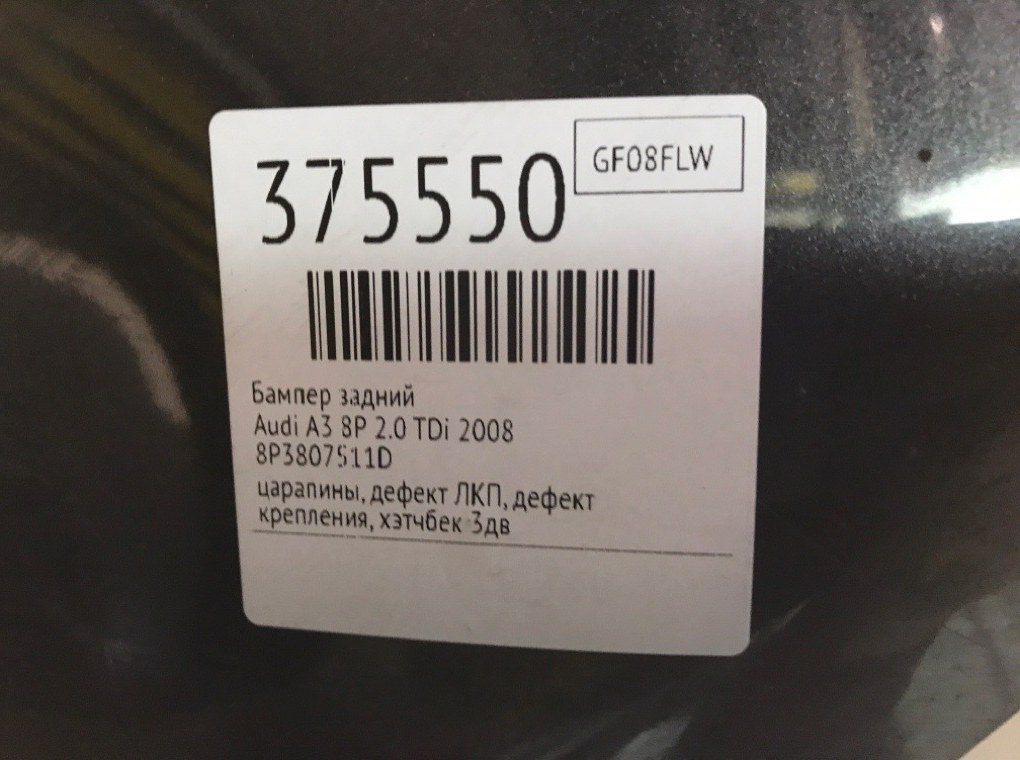 375550
GF08FLW
Бампер задний
Audi A3 8P 2.0 TDi 2008
8P3807511D
царапины, дефект ЛКП, дефект
крепления, хэтчбек 3дв